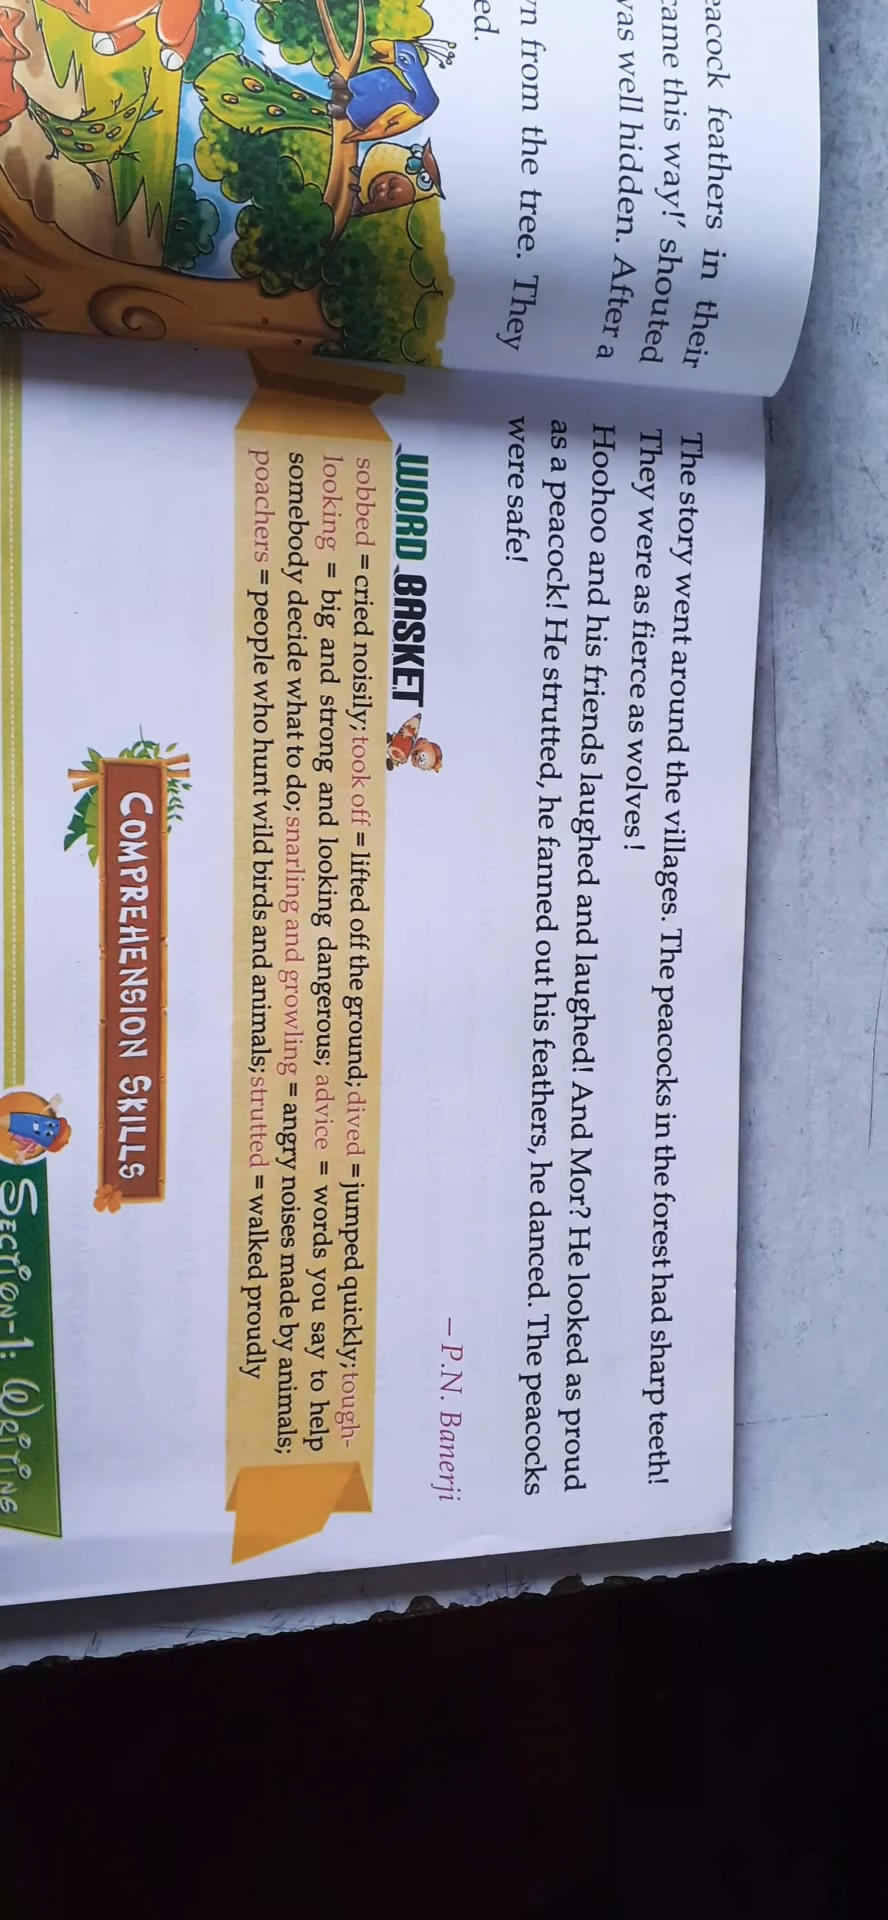 eacock feathers in their
came this way!' shouted
was well hidden. After a
n from the tree. They
ed.
The story went around the villages. The peacocks in the forest had sharp teeth!
They were as fierce as wolves!
Hoohoo and his friends laughed and laughed! And Mor? He looked as proud
as a peacock! He strutted, he fanned out his feathers, he danced. The peacocks
were safe!
– P.N. Banerji
WORD BASKET
sobbed = cried noisily; took off = lifted off the ground; dived = jumped quickly; tough-
looking = big and strong and looking dangerous; advice = words you say to help
somebody decide what to do; snarling and growling = angry noises made by animals;
poachers = people who hunt wild birds and animals; strutted = walked proudly
COMPREHENSION SKILLS
SECTION-1: WRITING